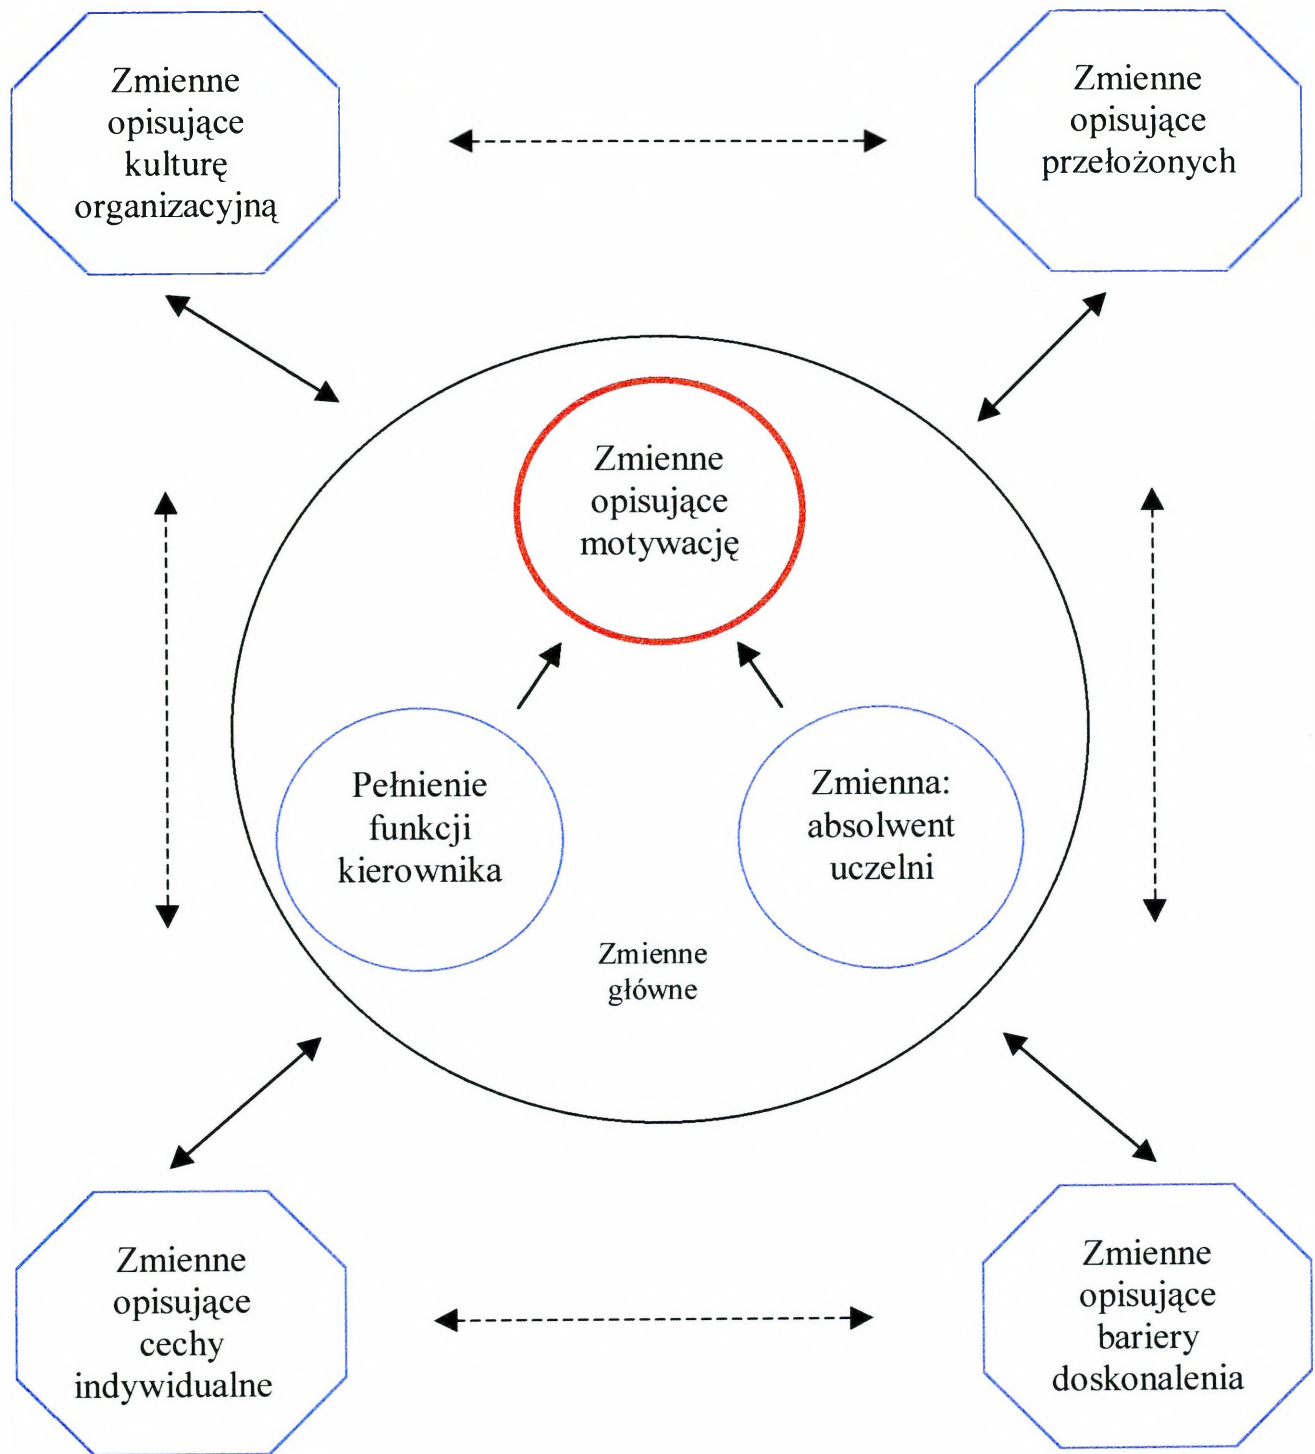 Zmienne
opisujące
kulturę
organizacyjną
Zmienne
opisujące
przełożonych
Zmienne
opisujące
motywację
Pełnienie
funkcji
kierownika
Zmienna:
absolwent
uczelni
Zmienne
główne
Zmienne
opisujące
cechy
indywidualne
Zmienne
opisujące
bariery
doskonalenia